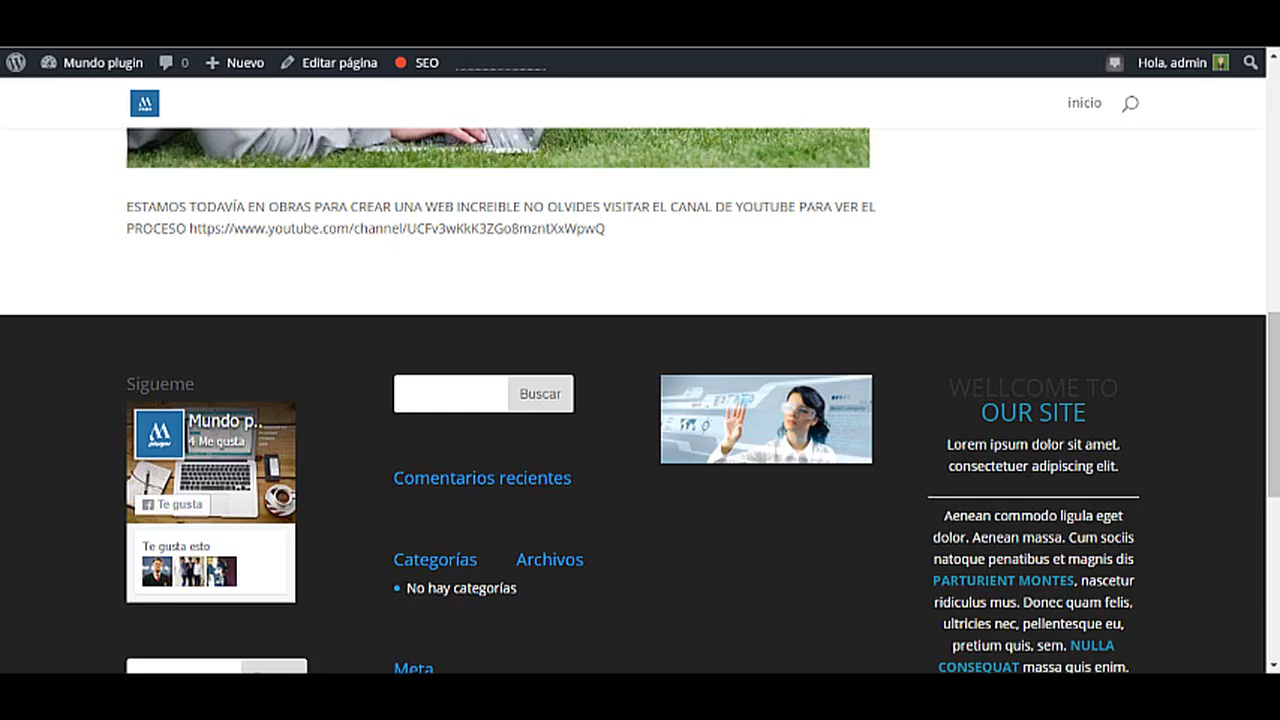 Mundo plugin 0 Nuevo Editar página SEO Hola, admin
inicio
ESTAMOS TODAVÍA EN OBRAS PARA CREAR UNA WEB INCREIBLE NO OLVIDES VISITAR EL CANAL DE YOUTUBE PARA VER EL
PROCESO https://www.youtube.com/channel/UCFv3wKkK3ZGo8mzntXxWpwQ
Sigueme
Mundo p..
4 Me gusta
Te gusta
Te gusta esto
Buscar
Comentarios recientes
Categorías
No hay categorías
Archivos
Meta
WELLCOME TO
OUR SITE
Lorem ipsum dolor sit amet,
consectetuer adipiscing elit.
Aenean commodo ligula eget
dolor. Aenean massa. Cum sociis
natoque penatibus et magnis dis
PARTURIENT MONTES, nascetur
ridiculus mus. Donec quam felis,
ultricies nec, pellentesque eu,
pretium quis, sem. NULLA
CONSEQUAT massa quis enim.